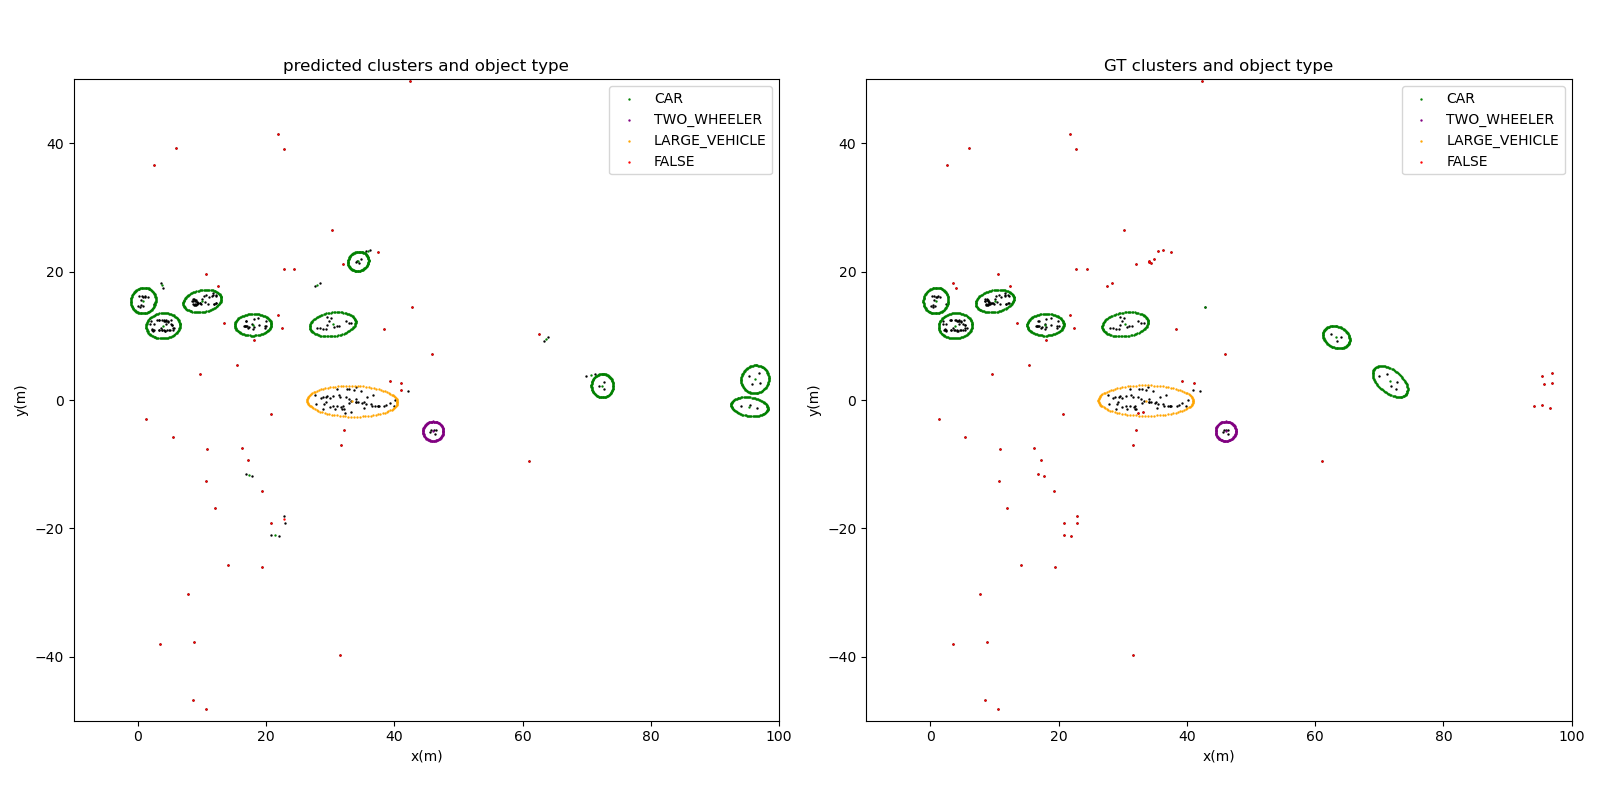 predicted clusters and object type
CAR
TWO_WHEELER
LARGE_VEHICLE
FALSE
40
20
0
−20
−40
y(m)
0
20
40
60
80
100
x(m)
GT clusters and object type
CAR
TWO_WHEELER
LARGE_VEHICLE
FALSE
40
20
0
−20
−40
y(m)
0
20
40
60
80
100
x(m)